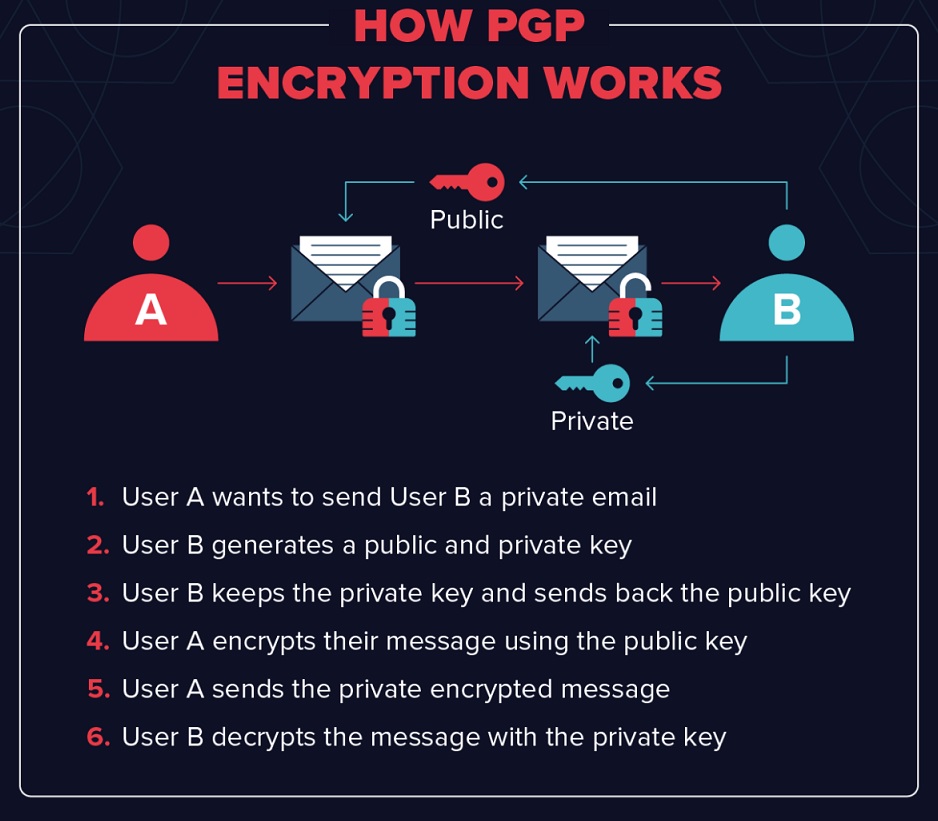 HOW PGP
ENCRYPTION WORKS
Public
A
B
Private
1. User A wants to send User B a private email
2. User B generates a public and private key
3. User B keeps the private key and sends back the public key
4. User A encrypts their message using the public key
5. User A sends the private encrypted message
6. User B decrypts the message with the private key